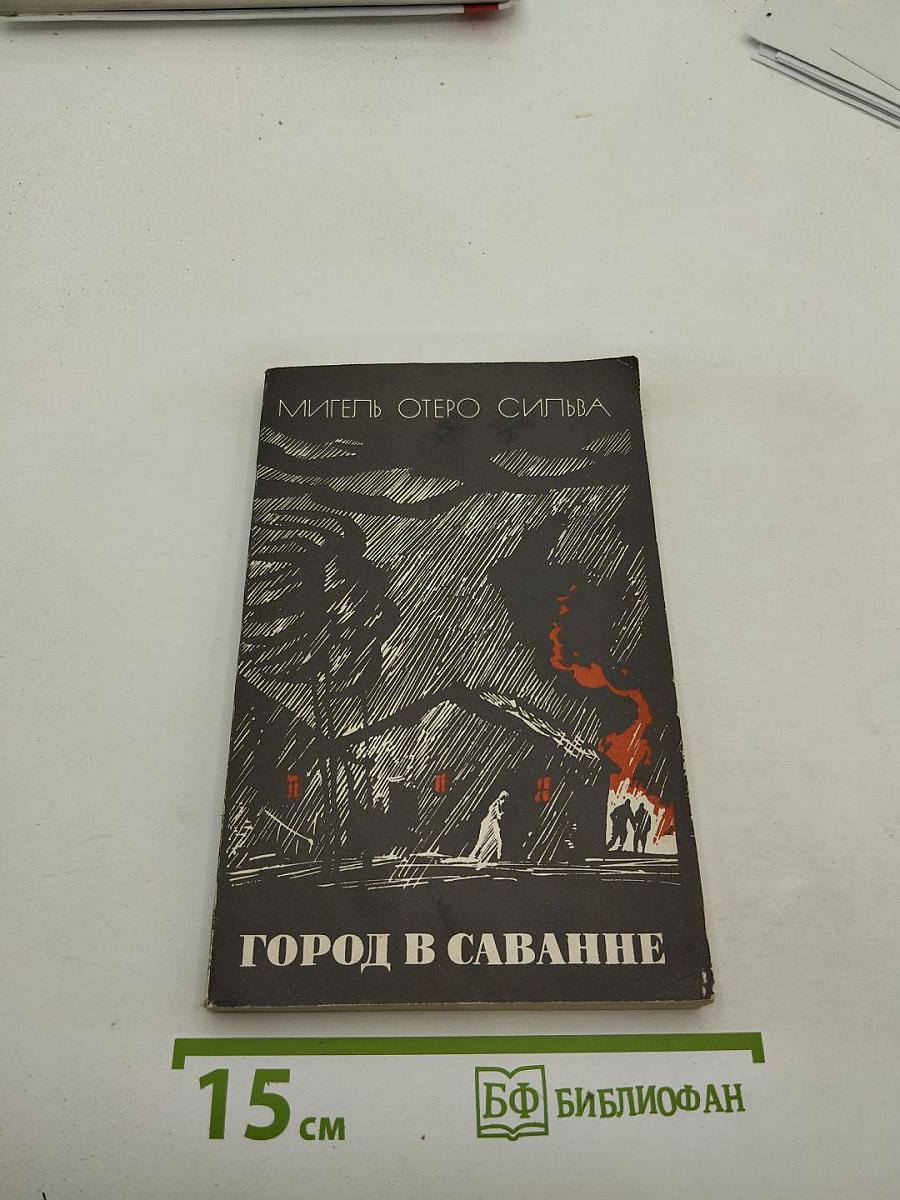 МИГЕЛЬ ОТЕРО СИЛЬВА
ГОРОД В САВАННЕ
15 см
БФ БИБЛИОФАН